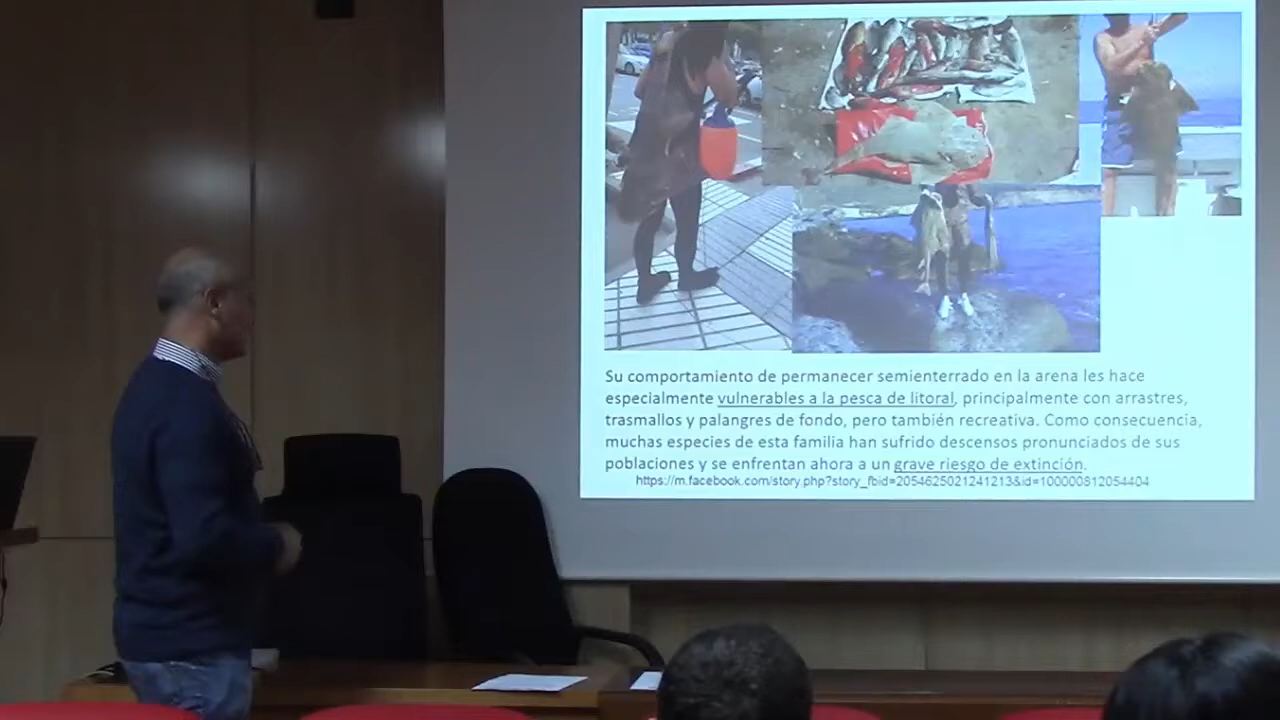 Su comportamiento de permanecer semienterrado en la arena les hace
especialmente vulnerables a la pesca de litoral, principalmente con arrastres,
trasmallos y palangres de fondo, pero también recreativa. Como consecuencia,
muchas especies de esta familia han sufrido descensos pronunciados de sus
poblaciones y se enfrentan ahora a un grave riesgo de extinción.
https://m.facebook.com/story.php?story_fbid=2054625021241213&id=100000812054404